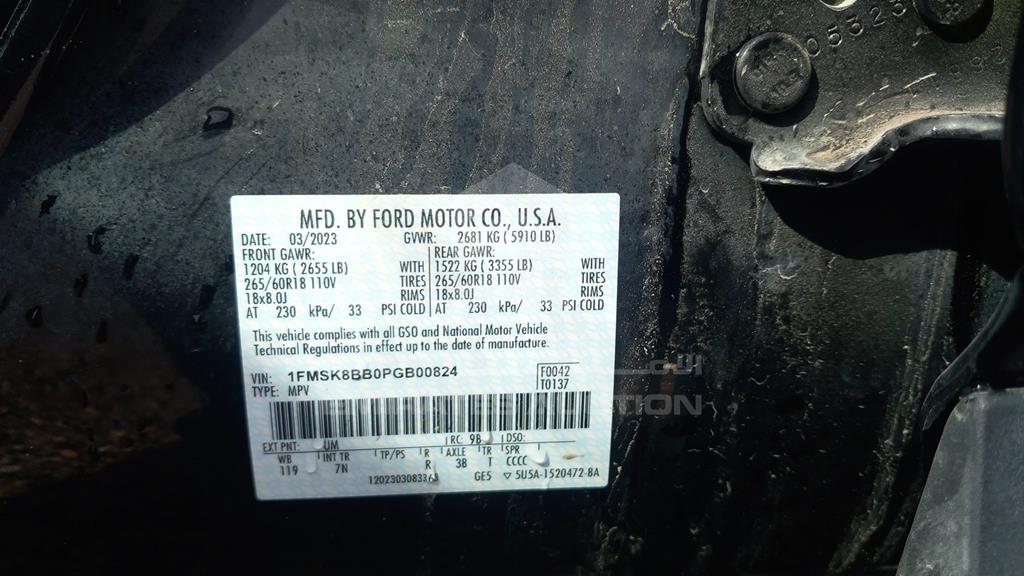 05325
MFD. BY FORD MOTOR CO., U.S.A.
DATE: 03/2023 GVWR: 2681 KG ( 5910 LB)
FRONT GAWR: REAR GAWR:
1204 KG ( 2655 LB) WITH 1522 KG ( 3355 LB) WITH
265/60R18 110V TIRES 265/60R18 110V TIRES
18x8.0J RIMS 18x8.0J RIMS
AT 230 kPa/ 33 PSI COLD AT 230 kPa/ 33 PSI COLD
This vehicle complies with all GSO and National Motor Vehicle
Technical Regulations in effect up to the date of manufacture.
VIN: 1FMSK8BB0PGB00824 F0042
TYPE: MPV T0137
EXT PNT: UM RC: 9B DSO:
WB INT TR TP/PS R AXLE TR SPR
119 7N R 3B T CCCC
GE5 ▽ 5U5A-1520472-BA